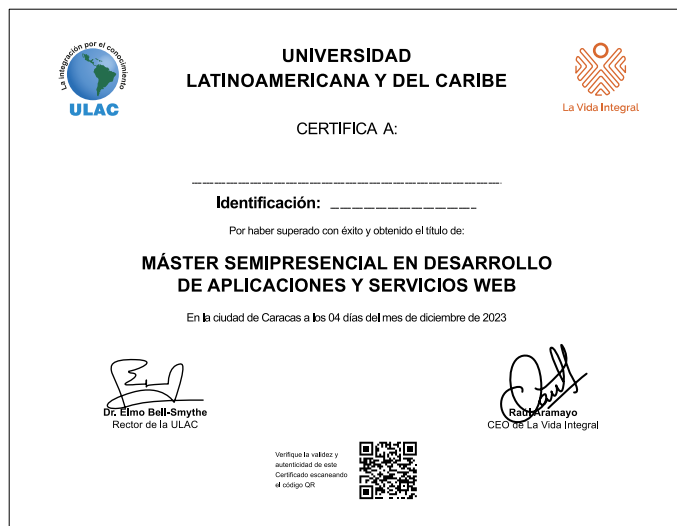 La integración por el conocimiento
ULAC
UNIVERSIDAD
LATINOAMERICANA Y DEL CARIBE
La Vida Integral
CERTIFICA A:
Identificación:
Por haber superado con éxito y obtenido el título de:
MÁSTER SEMIPRESENCIAL EN DESARROLLO
DE APLICACIONES Y SERVICIOS WEB
En la ciudad de Caracas a los 04 días del mes de diciembre de 2023
Dr. Elmo Bell-Smythe
Rector de la ULAC
Raúl Aramayo
CEO de La Vida Integral
Verifique la validez y
autenticidad de este
Certificado escaneando
el código QR